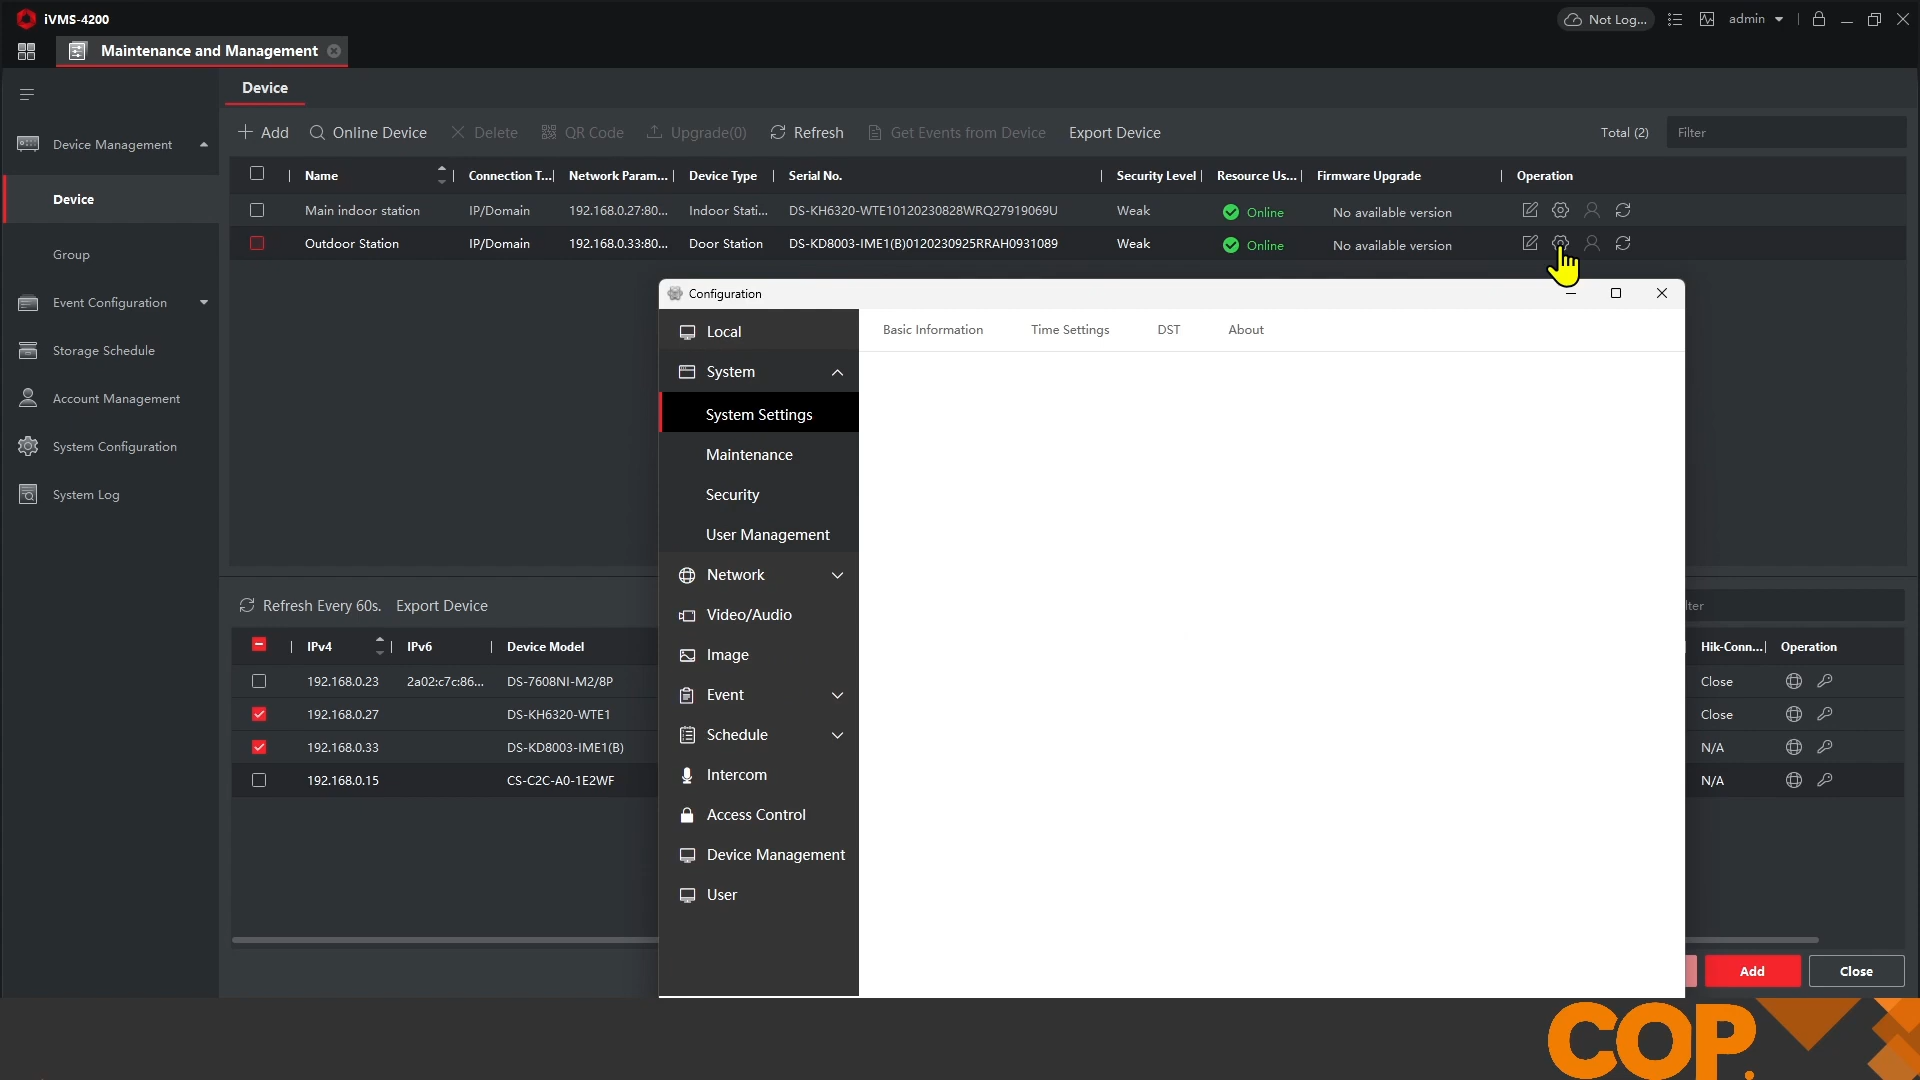 iVMS-4200
Not Log...
admin
Maintenance and Management
Device
Add
Online Device
Delete
QR Code
Upgrade(0)
Refresh
Get Events from Device
Export Device
Total (2)
Filter
Device Management
Device
Group
Event Configuration
Storage Schedule
Account Management
System Configuration
System Log
Name Connection T... Network Param... Device Type Serial No. Security Level Resource Us... Firmware Upgrade Operation
Main indoor station IP/Domain 192.168.0.27:80... Indoor Stati... DS-KH6320-WTE10120230828WRQ27919069U Weak Online No available version
Outdoor Station IP/Domain 192.168.0.33:80... Door Station DS-KD8003-IME1(B)0120230925RRAH0931089 Weak Online No available version
Configuration
Local
System
System Settings
Maintenance
Security
User Management
Network
Video/Audio
Image
Event
Schedule
Intercom
Access Control
Device Management
User
Basic Information Time Settings DST About
Refresh Every 60s. Export Device
lter
IPv4 IPv6 Device Model Hik-Conn... Operation
192.168.0.23 2a02:c7c:86... DS-7608NI-M2/8P Close
192.168.0.27 DS-KH6320-WTE1 Close
192.168.0.33 DS-KD8003-IME1(B) N/A
192.168.0.15 CS-C2C-A0-1E2WF N/A
Add
Close
COP.